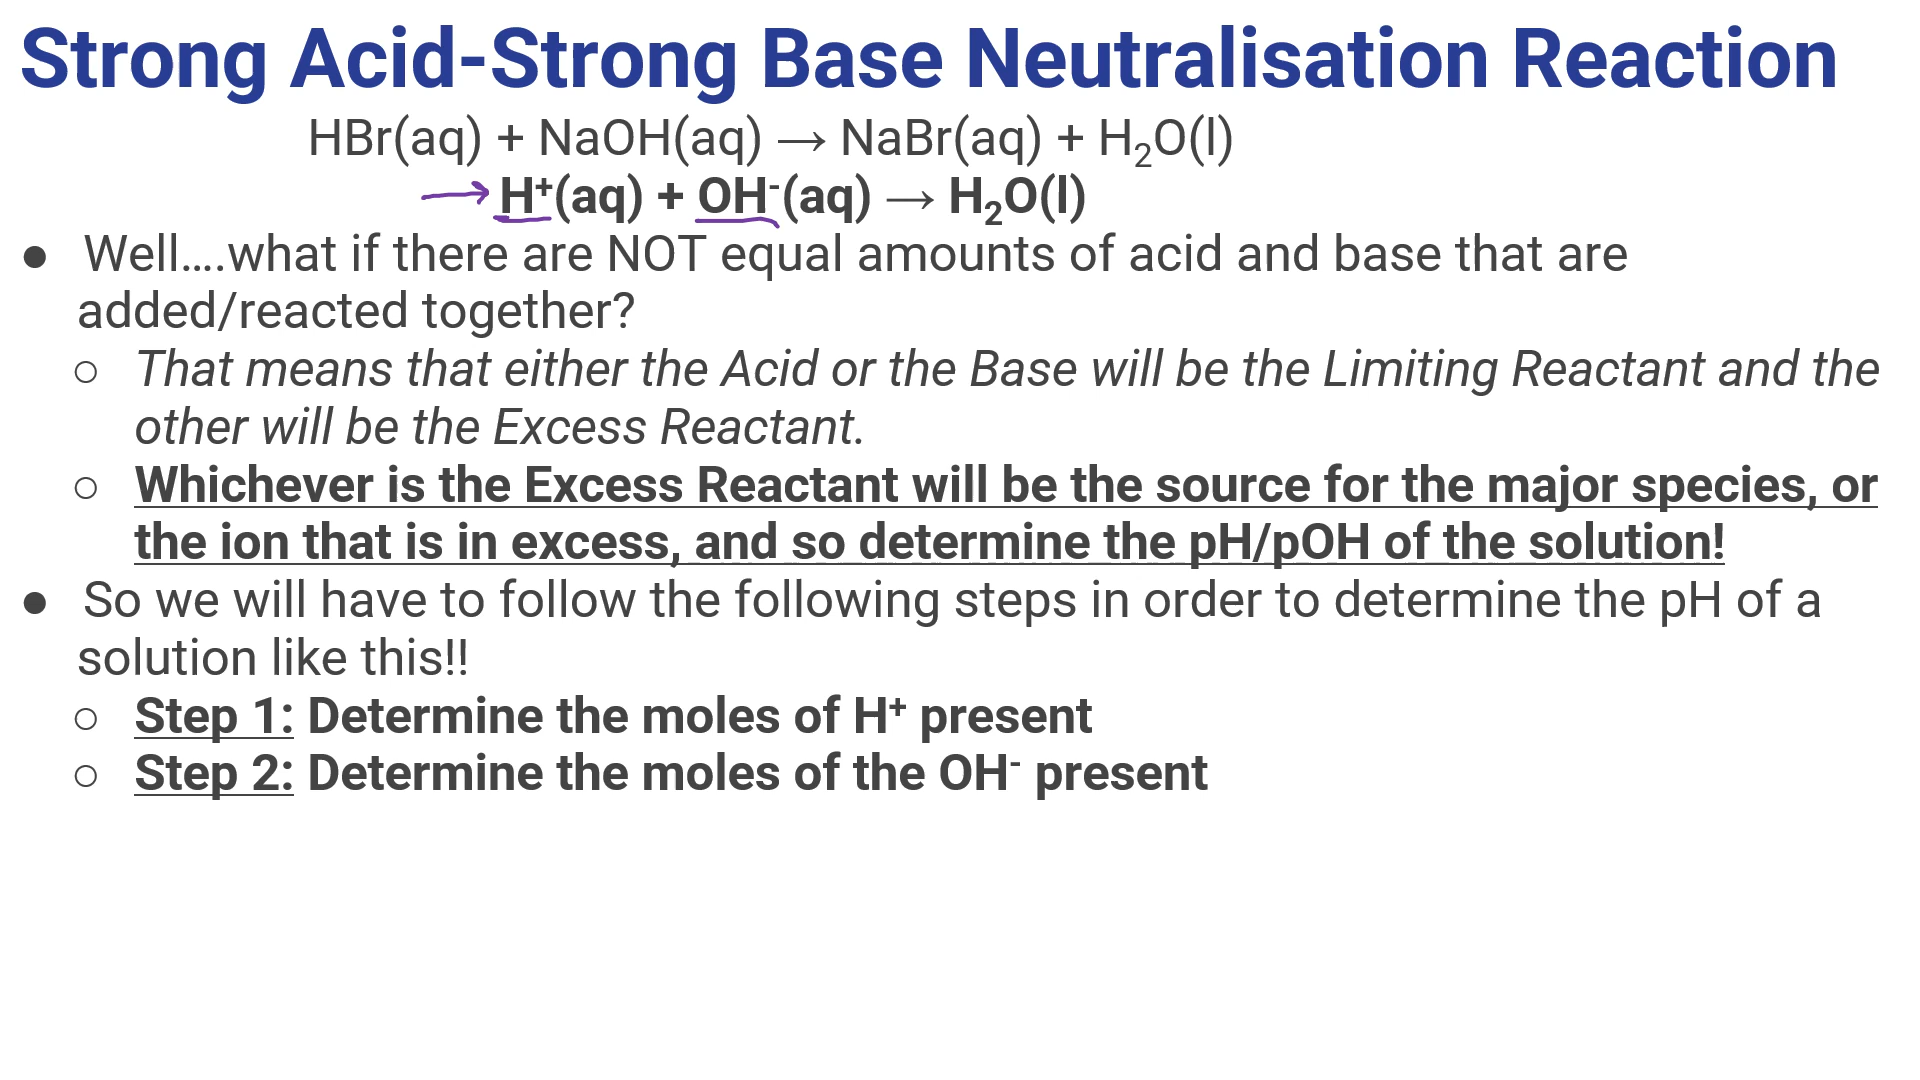 Strong Acid-Strong Base Neutralisation Reaction
HBr(aq) + NaOH(aq) → NaBr(aq) + H₂O(l)
H⁺(aq) + OH⁻(aq) → H₂O(l)
● Well….what if there are NOT equal amounts of acid and base that are
added/reacted together?
○ That means that either the Acid or the Base will be the Limiting Reactant and the
other will be the Excess Reactant.
○ Whichever is the Excess Reactant will be the source for the major species, or
the ion that is in excess, and so determine the pH/pOH of the solution!
● So we will have to follow the following steps in order to determine the pH of a
solution like this!!
○ Step 1: Determine the moles of H⁺ present
○ Step 2: Determine the moles of the OH⁻ present